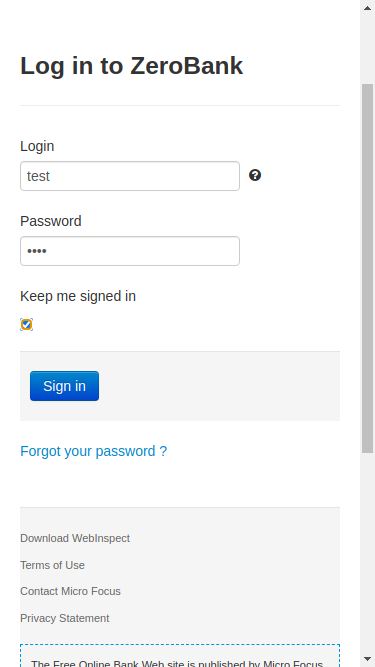 Log in to ZeroBank
Login
test
Password
••••
Keep me signed in
Sign in
Forgot your password ?
Download WebInspect
Terms of Use
Contact Micro Focus
Privacy Statement
The Free Online Bank Web site is published by Micro Focus